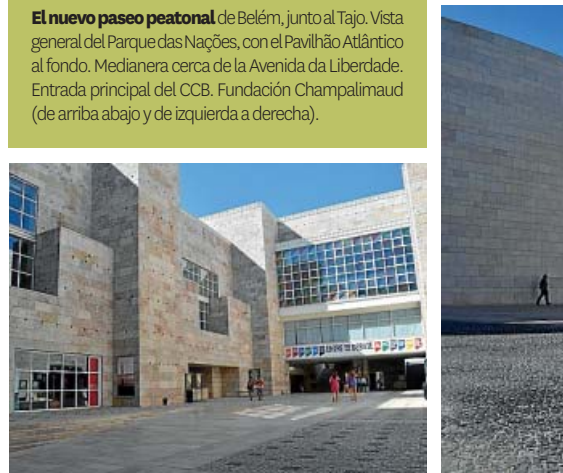 El nuevo paseo peatonal de Belém, junto al Tajo. Vista
general del Parque das Nações, con el Pavilhão Atlântico
al fondo. Medianera cerca de la Avenida da Liberdade.
Entrada principal del CCB. Fundación Champalimaud
(de arriba abajo y de izquierda a derecha).